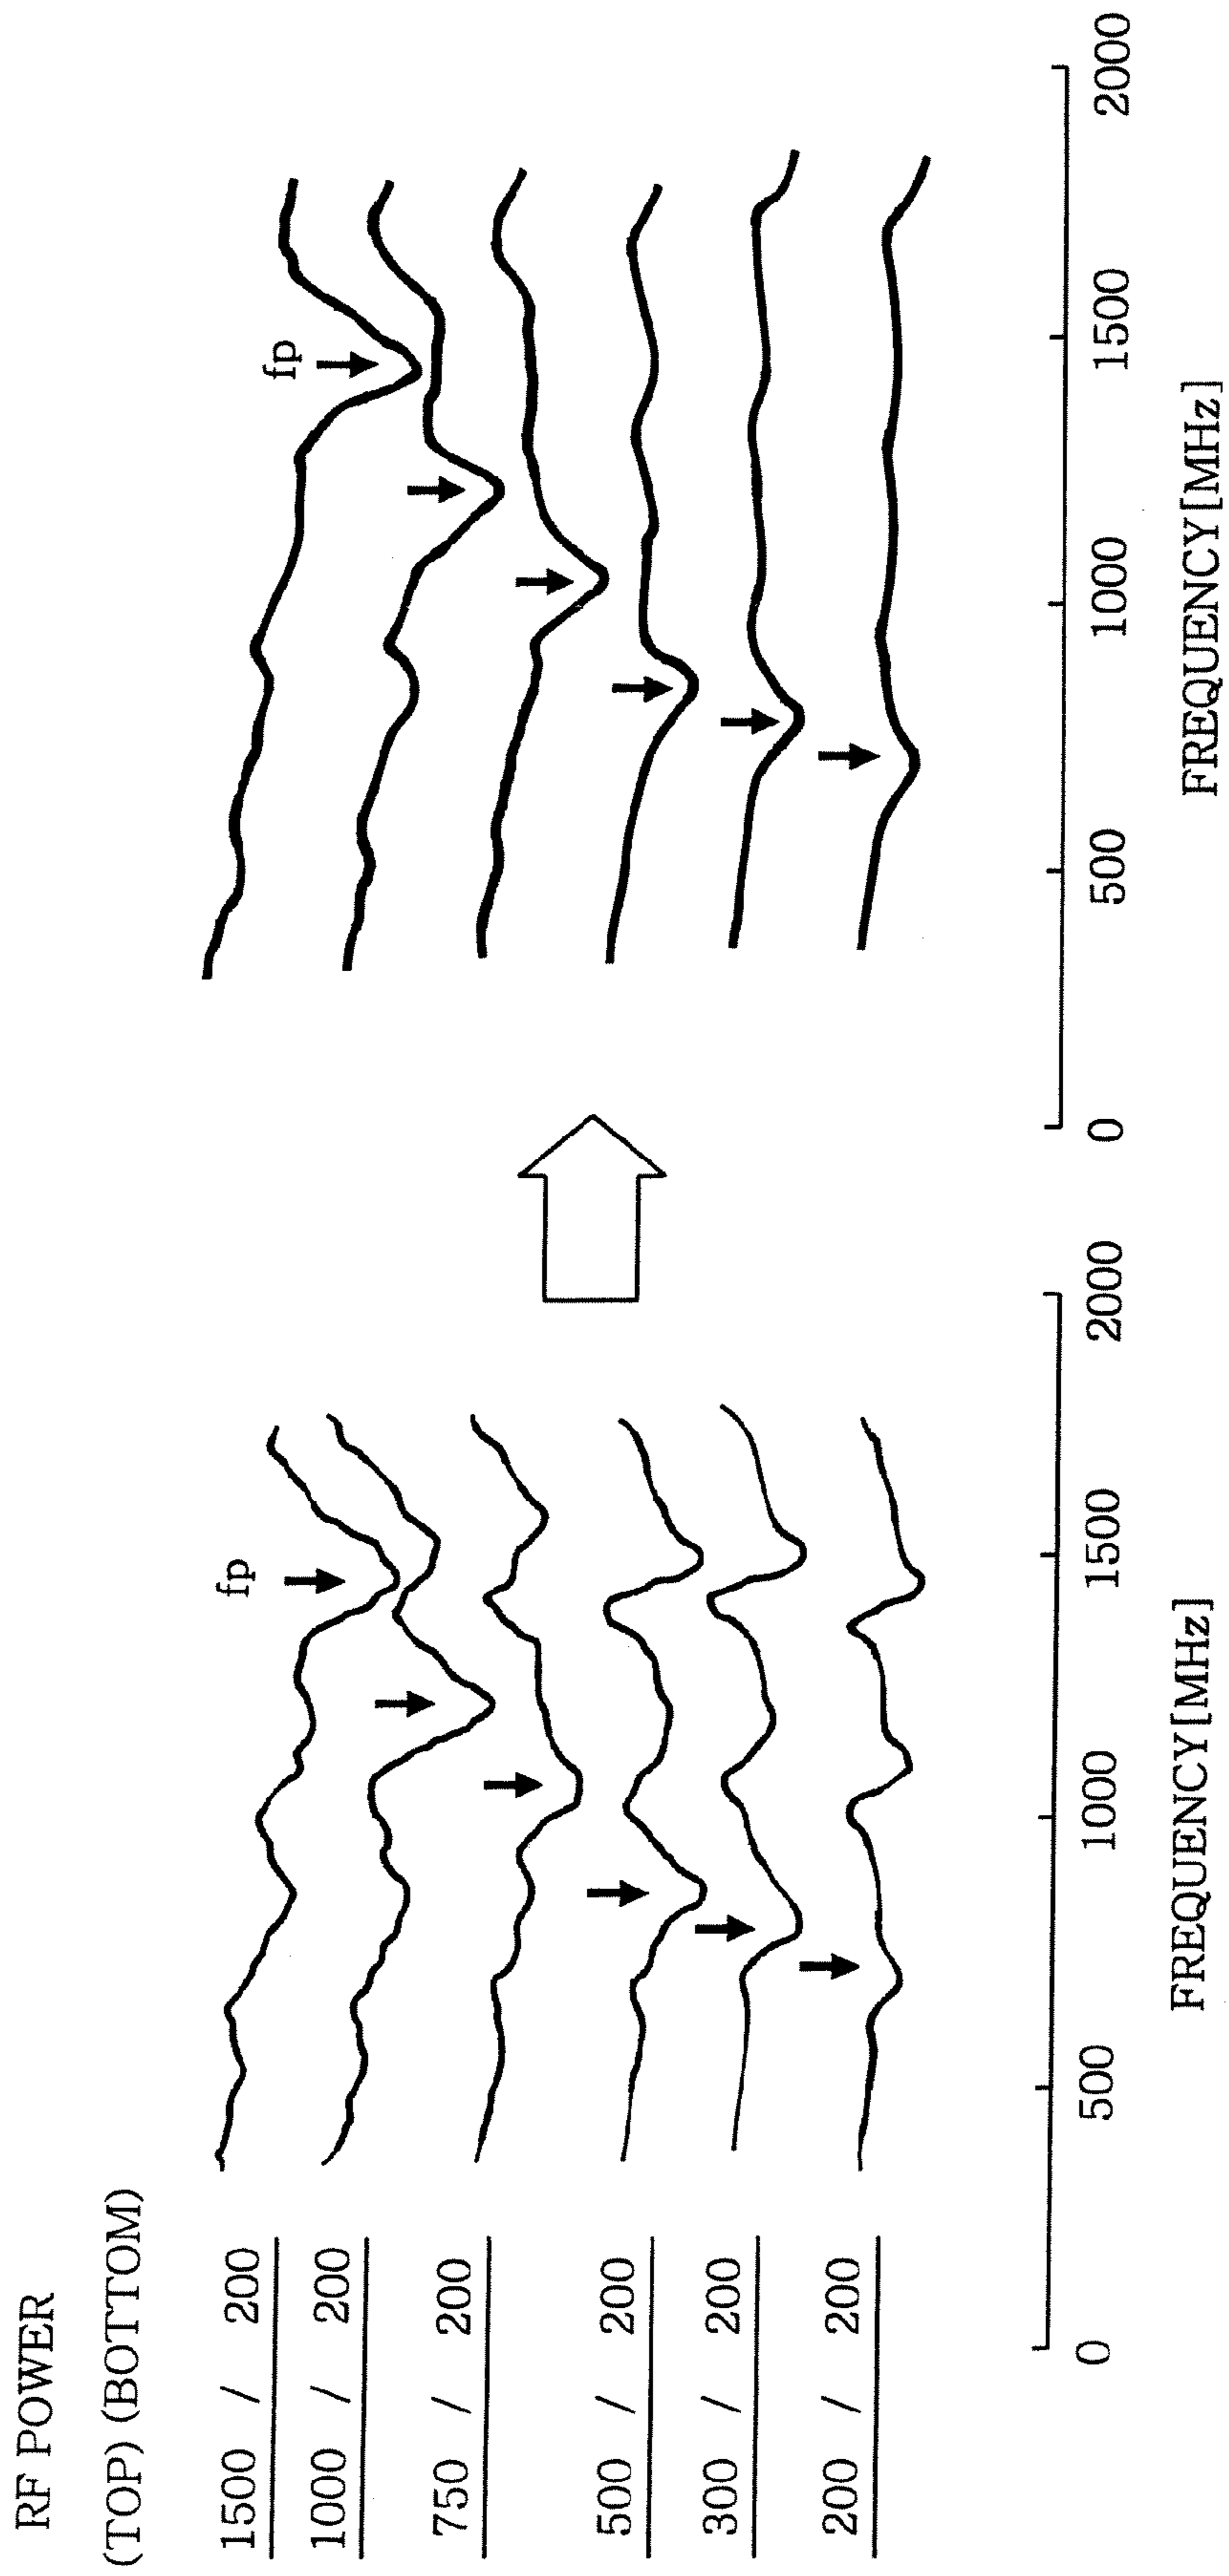 RF POWER
(TOP) (BOTTOM)
1500 / 200
1000 / 200
750 / 200
500 / 200
300 / 200
200 / 200
fp
0 500 1000 1500 2000
FREQUENCY[MHz]
fp
0 500 1000 1500 2000
FREQUENCY[MHz]